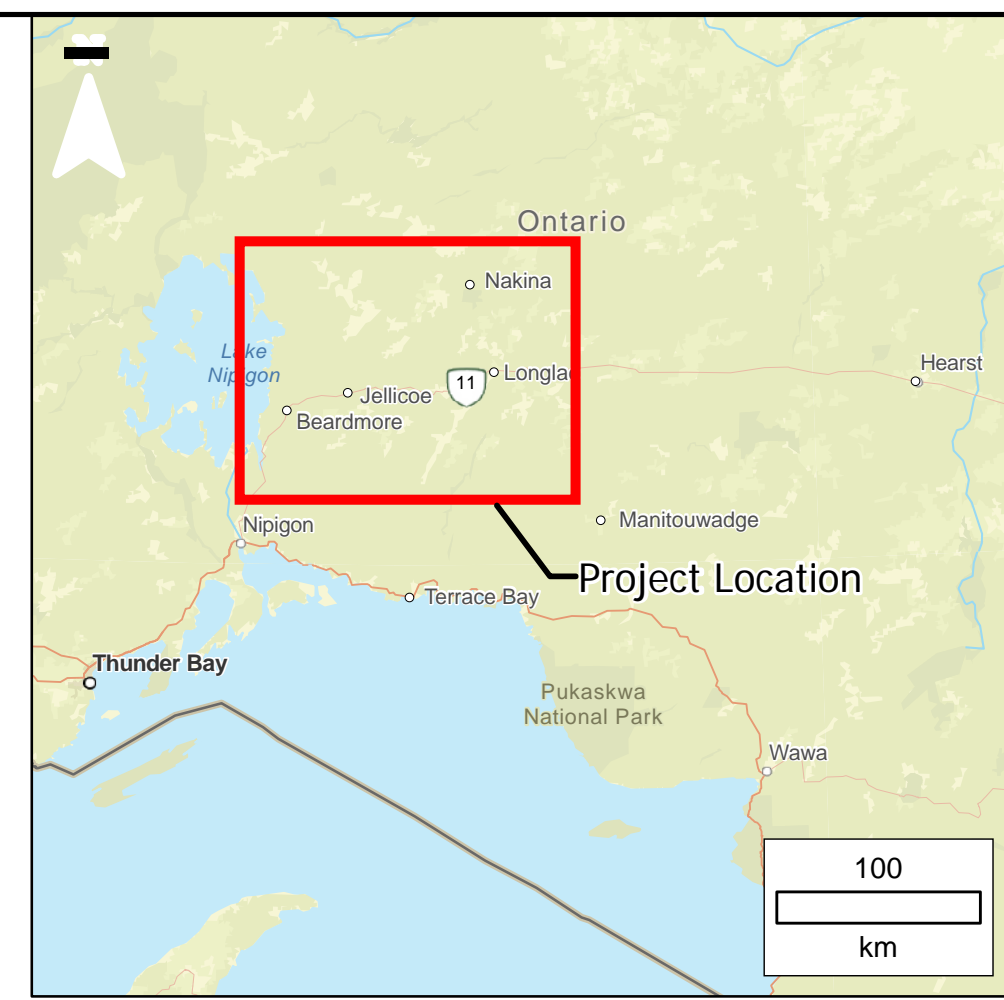 Ontario
Nakina
Lake
Nipigon
Longlac
11
Jellicoe
Beardmore
Hearst
Nipigon
Manitouwadge
Project Location
Terrace Bay
Thunder Bay
Pukaskwa
National Park
Wawa
100
km